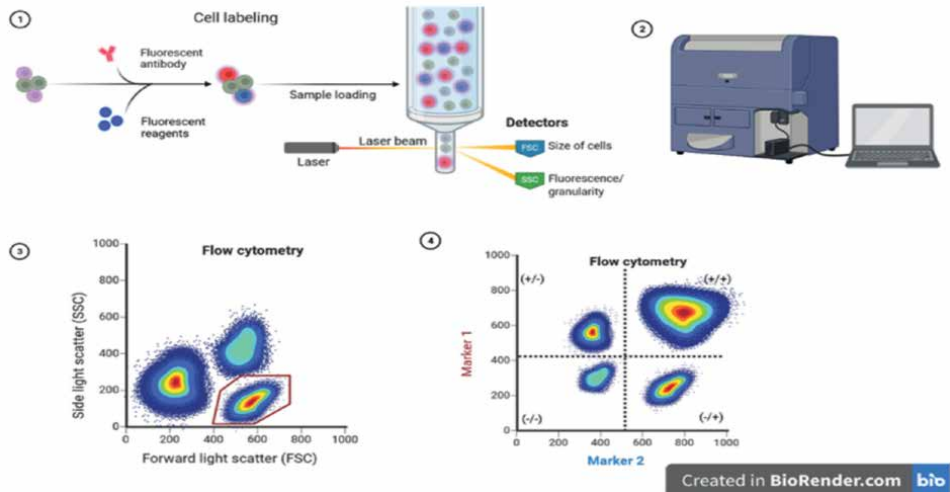 1
Cell labeling
Fluorescent
antibody
Fluorescent
reagents
Sample loading
Laser
Laser beam
Detectors
FSC
Size of cells
SSC
Fluorescence/
granularity
2
3
Flow cytometry
Side light scatter (SSC)
1000
800
600
400
200
0
0 200 400 600 800 1000
Forward light scatter (FSC)
4
Flow cytometry
(+/-)
(+/+)
(-/-)
(-/+)
Marker 1
1000
800
600
400
200
0
0 200 400 600 800 1000
Marker 2
Created in BioRender.com bio